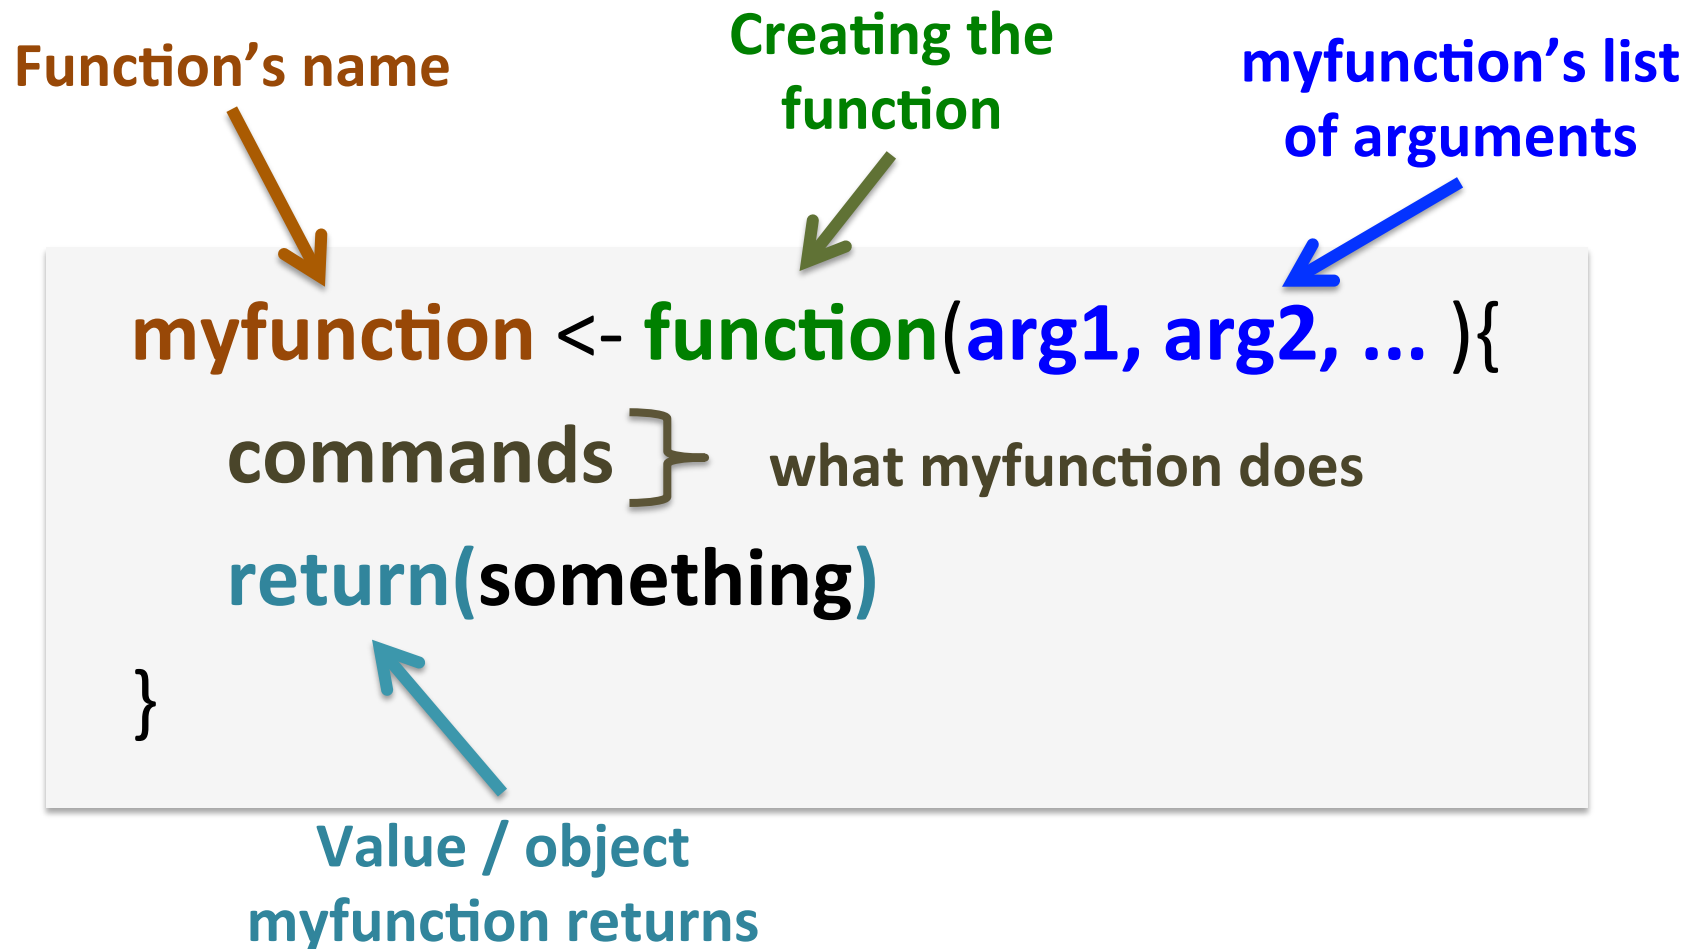 Function’s name
Creating the
function
myfunction’s list
of arguments
myfunction <- function(arg1, arg2, ... ){
commands
what myfunction does
return(something)
}
Value / object
myfunction returns